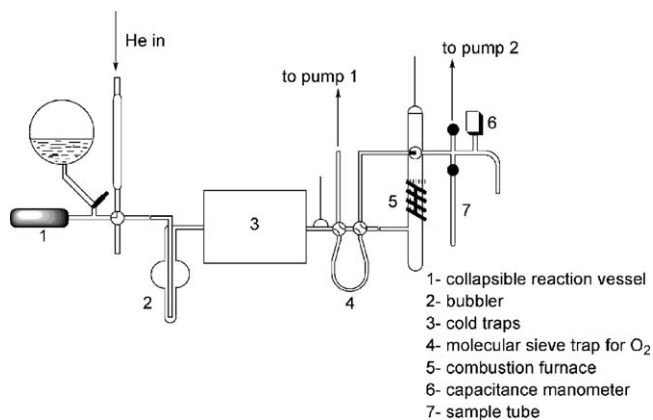 He in
to pump 1
to pump 2
6
5
3
7
1
2
4
1- collapsible reaction vessel
2- bubbler
3- cold traps
4- molecular sieve trap for O₂
5- combustion furnace
6- capacitance manometer
7- sample tube